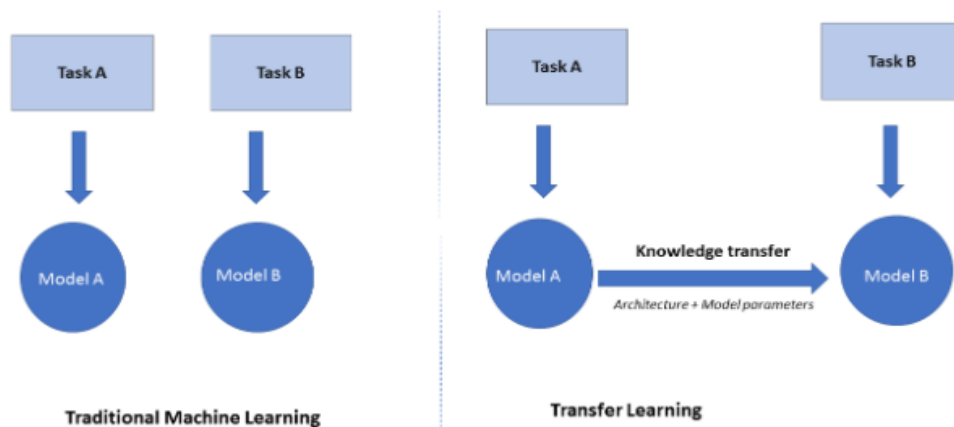 Task A
Task B
Model A
Model B
Traditional Machine Learning
Task A
Task B
Model A
Knowledge transfer
Architecture + Model parameters
Model B
Transfer Learning